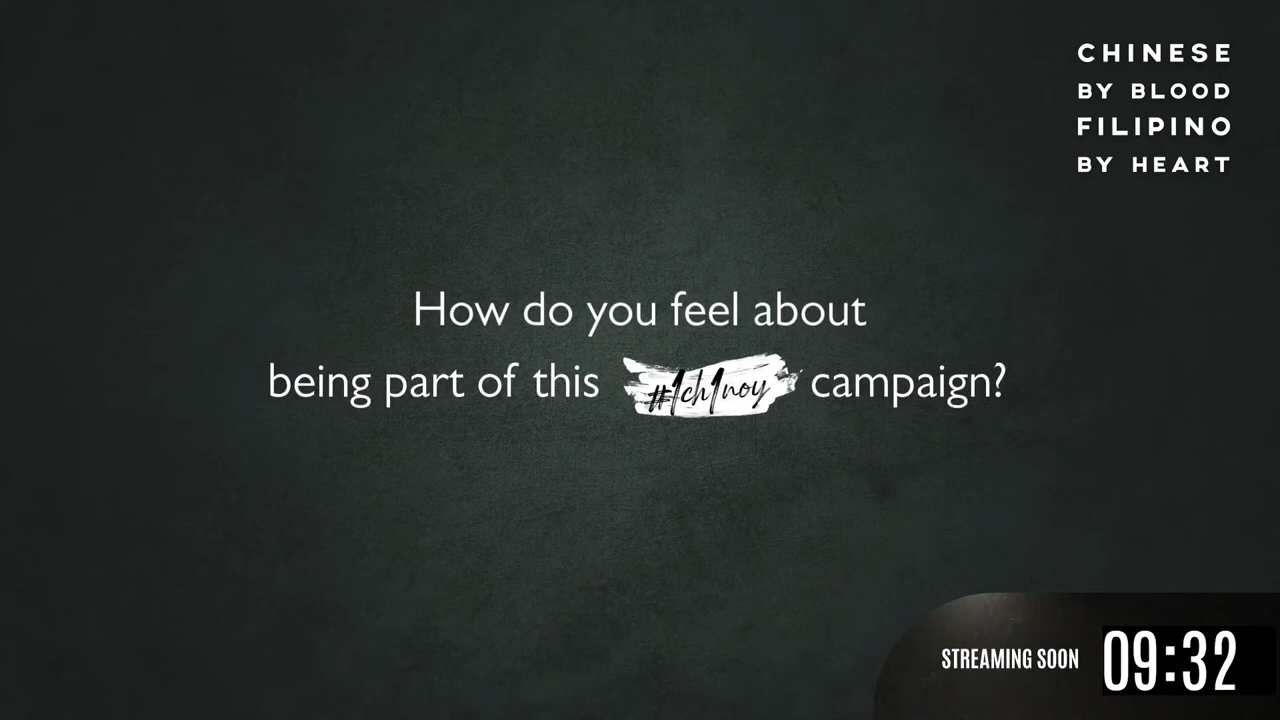 CHINESE
BY BLOOD
FILIPINO
BY HEART
How do you feel about
being part of this #1ch1noy campaign?
STREAMING SOON 09:32